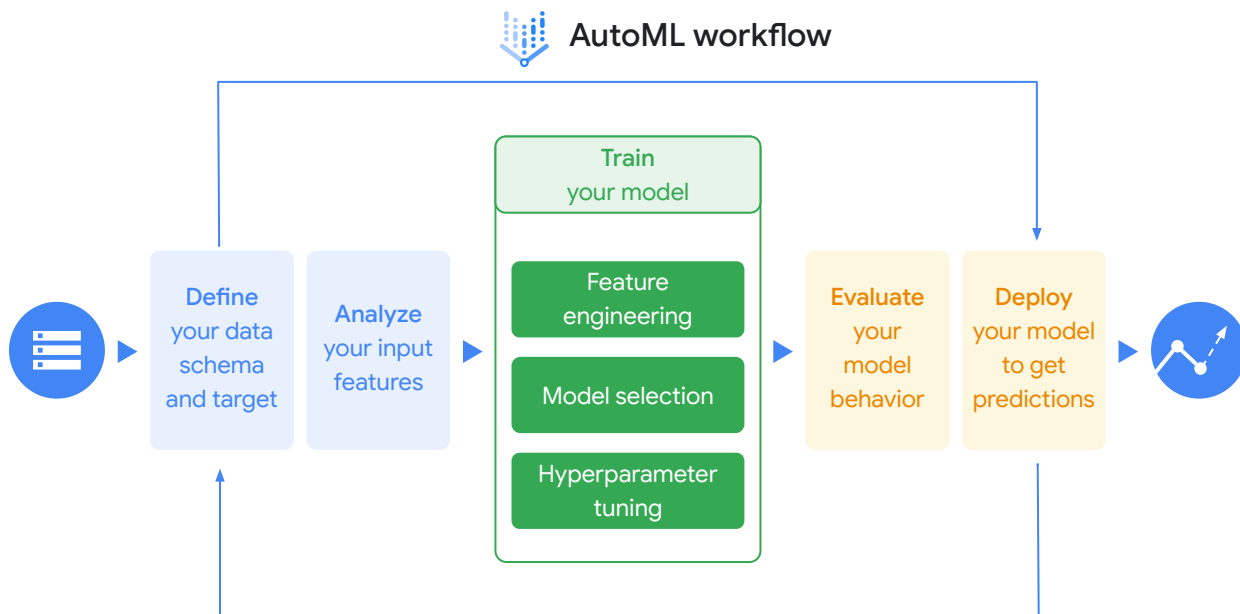 AutoML workflow
Train
your model
Define
your data
schema
and target
Analyze
your input
features
Feature
engineering
Model selection
Hyperparameter
tuning
Evaluate
your
model
behavior
Deploy
your model
to get
predictions